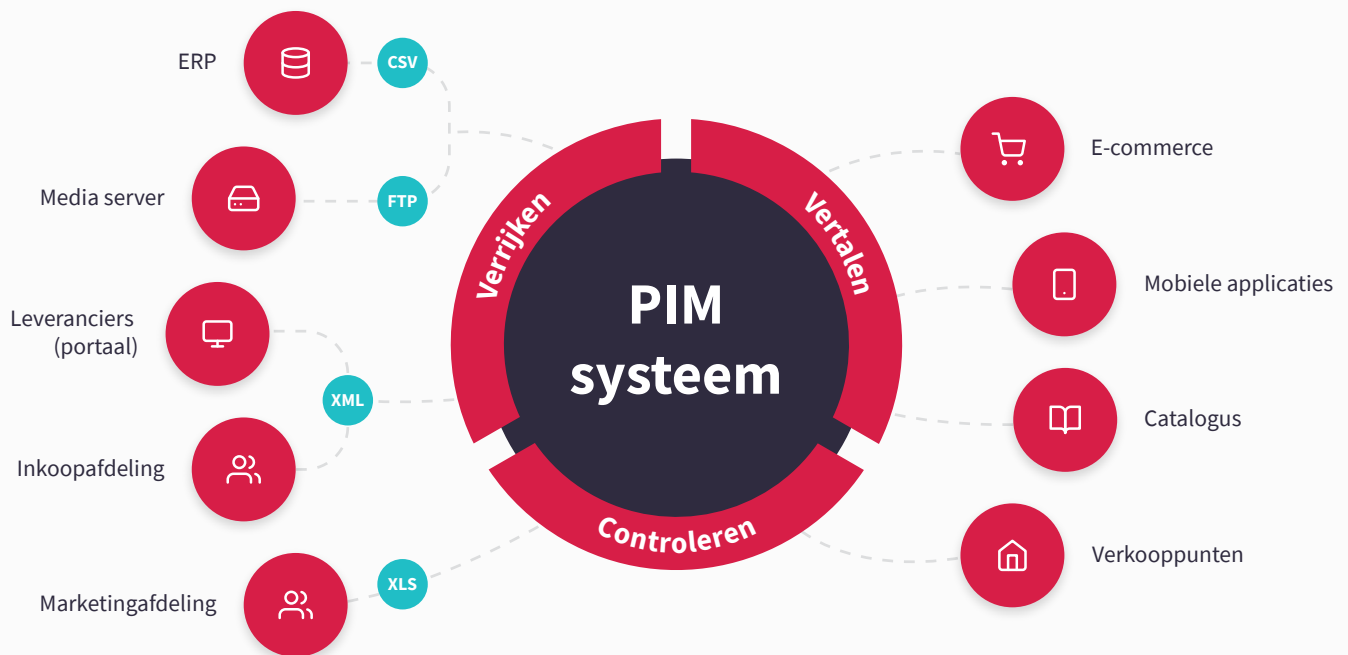 ERP
CSV
Media server
FTP
Leveranciers
(portaal)
XML
Inkoopafdeling
Marketingafdeling
XLS
Verrijken
Vertalen
Controleren
PIM
systeem
E-commerce
Mobiele applicaties
Catalogus
Verkooppunten